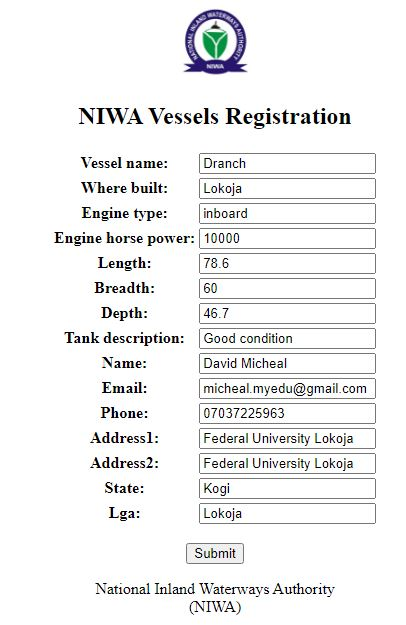 NATIONAL INLAND WATERWAYS AUTHORITY
NIWA
NIWA Vessels Registration
Vessel name: Dranch
Where built: Lokoja
Engine type: inboard
Engine horse power: 10000
Length: 78.6
Breadth: 60
Depth: 46.7
Tank description: Good condition
Name: David Micheal
Email: micheal.myedu@gmail.com
Phone: 07037225963
Address1: Federal University Lokoja
Address2: Federal University Lokoja
State: Kogi
Lga: Lokoja
Submit
National Inland Waterways Authority
(NIWA)